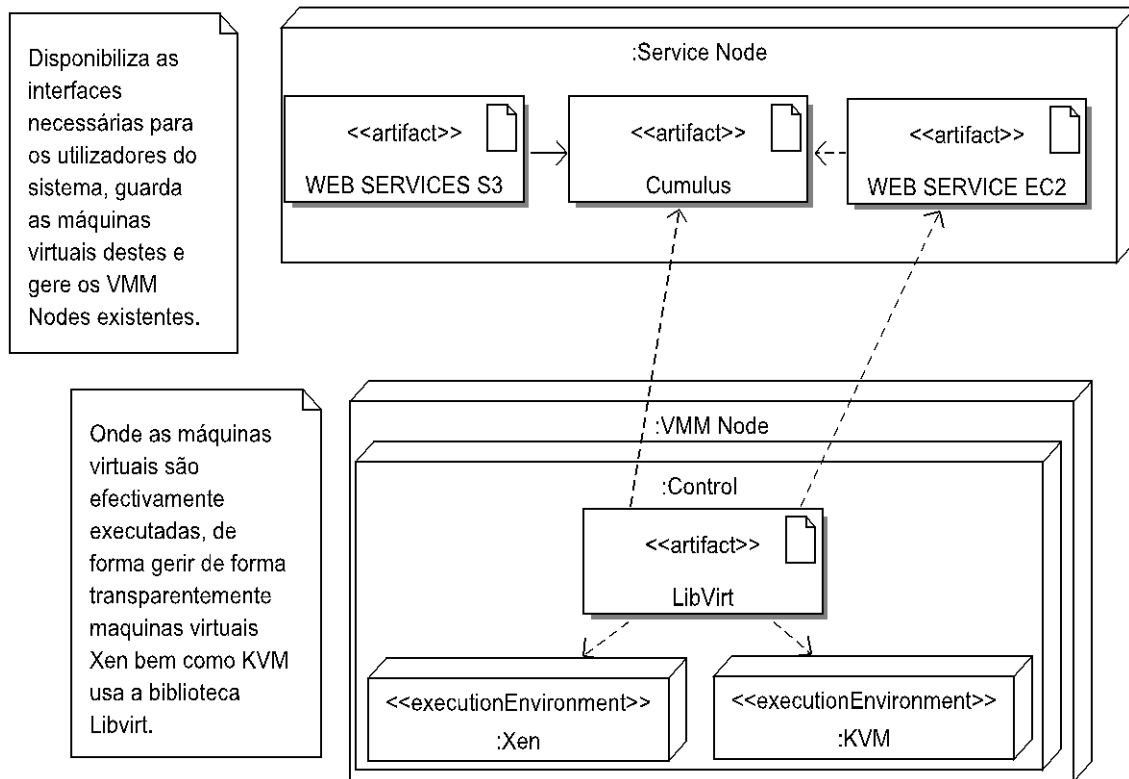 Disponibiliza as
interfaces
necessárias para
os utilizadores do
sistema, guarda
as máquinas
virtuais destes e
gere os VMM
Nodes existentes.
:Service Node
<<artifact>>
WEB SERVICES S3
<<artifact>>
Cumulus
<<artifact>>
WEB SERVICE EC2
Onde as máquinas
virtuais são
efectivamente
executadas, de
forma gerir de forma
transparentemente
maquinas virtuais
Xen bem como KVM
usa a biblioteca
Libvirt.
:VMM Node
:Control
<<artifact>>
LibVirt
<<executionEnvironment>>
:Xen
<<executionEnvironment>>
:KVM